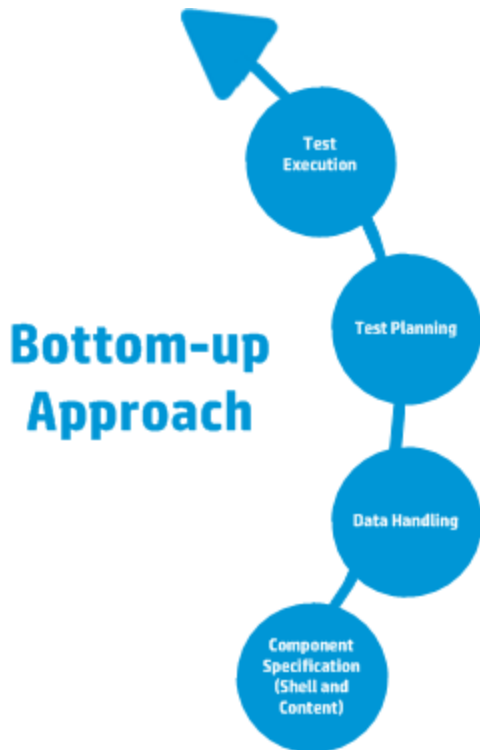 Test
Execution
Test Planning
Bottom-up
Approach
Data Handling
Component
Specification
(Shell and
Content)